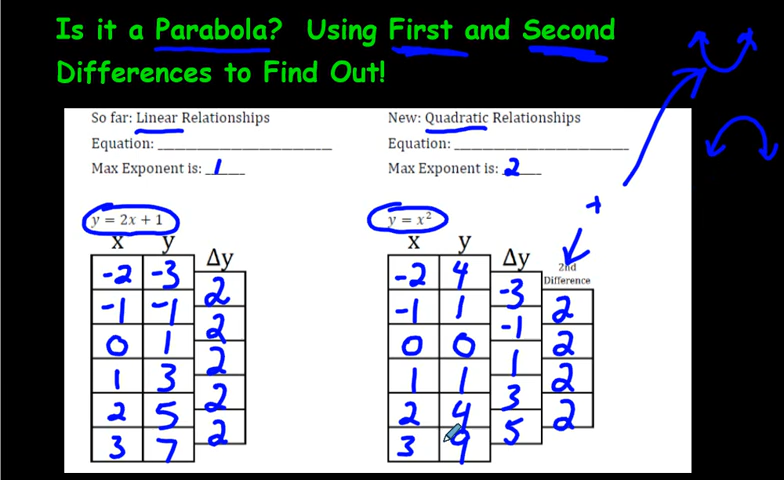 Is it a Parabola? Using First and Second
Differences to Find Out!
So far: Linear Relationships
Equation:
Max Exponent is: 1
y = 2x + 1
x y Δy
-2 -3
2
-1 -1
2
0 1
2
1 3
2
2 5
2
3 7
New: Quadratic Relationships
Equation:
Max Exponent is: 2
+
y = x²
x y Δy 2nd
Difference
-2 4
-3
-1 1 2
-1
0 0 2
1
1 1 2
3
2 4 2
5
3 9